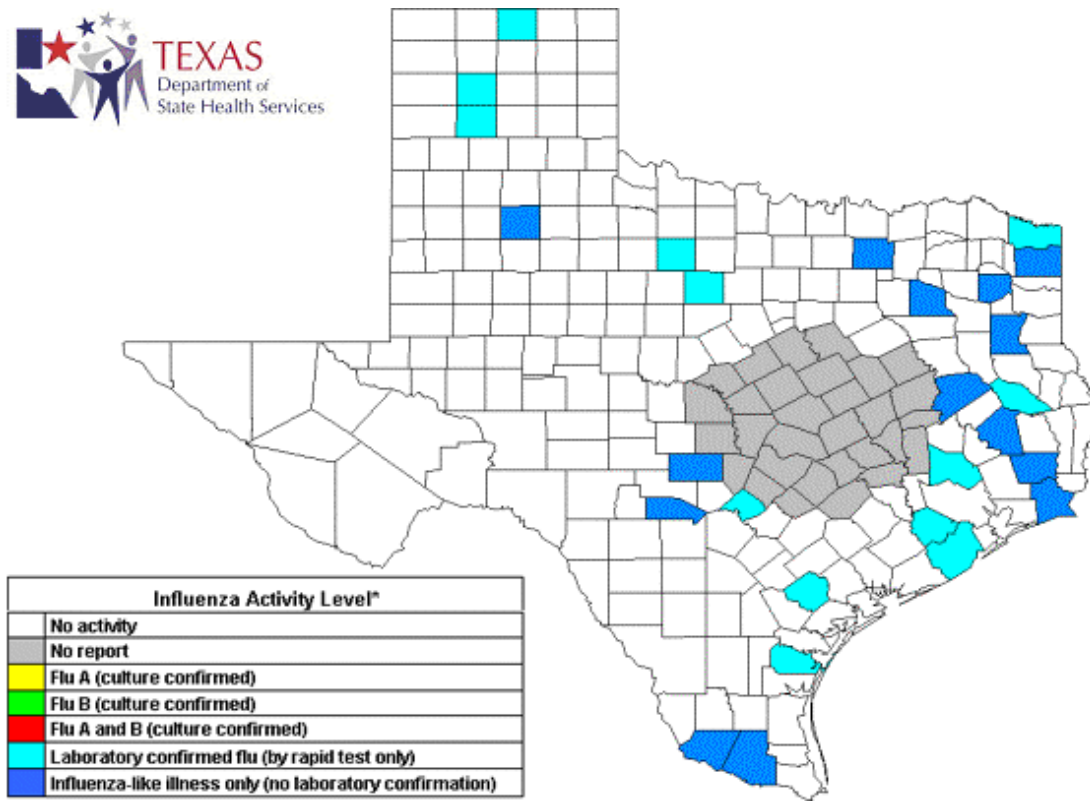 TEXAS
Department of
State Health Services
Influenza Activity Level*
No activity
No report
Flu A (culture confirmed)
Flu B (culture confirmed)
Flu A and B (culture confirmed)
Laboratory confirmed flu (by rapid test only)
Influenza-like illness only (no laboratory confirmation)